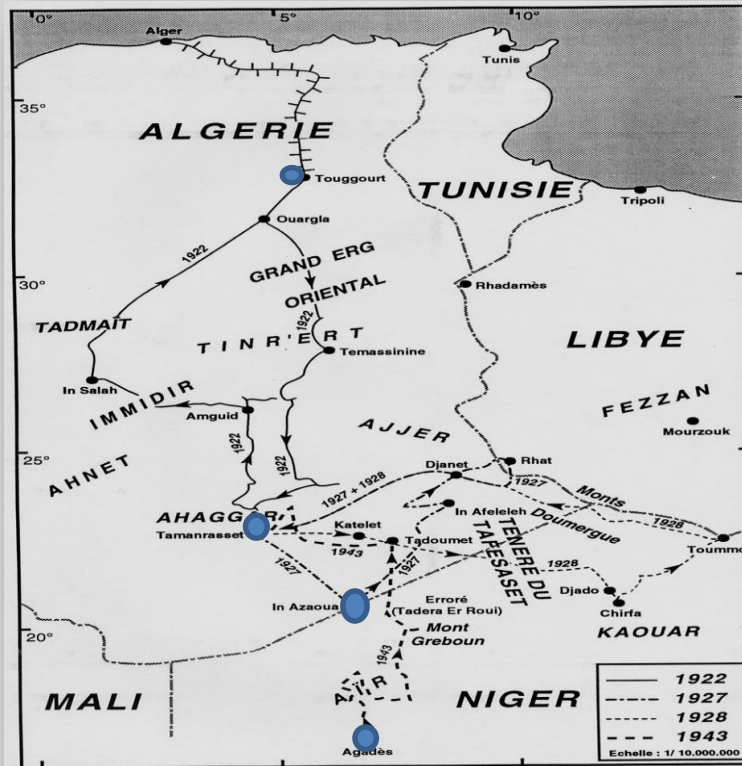 0°
5°
10°
Alger
Tunis
35°
ALGERIE
Touggourt
TUNISIE
Tripoli
Ouargla
1922
GRAND ERG
ORIENTAL
30°
Rhadamès
TADMAÏT
1922
TINR'ERT
Temassinine
LIBYE
In Salah
IMMIDIR
Amguid
FEZZAN
Mourzouk
AHNET
1922
1922
AJJER
25°
Djanet
Rhat
1927
1927 + 1928
Monts
In Afeleleh
Doumergue
1928
AHAGGAR
Tamanrasset
Katelet
Tadoumet
1943
TENERE DU
TAFESASET
Toummo
1927
1927
1928
In Azaoua
Erroré
(Tadera Er Roui)
Djado
Chirfa
20°
Mont
Greboun
KAOUAR
1943
MALI
AÏR
NIGER
Agadès
1922
1927
1928
1943
Echelle : 1/ 10.000.000